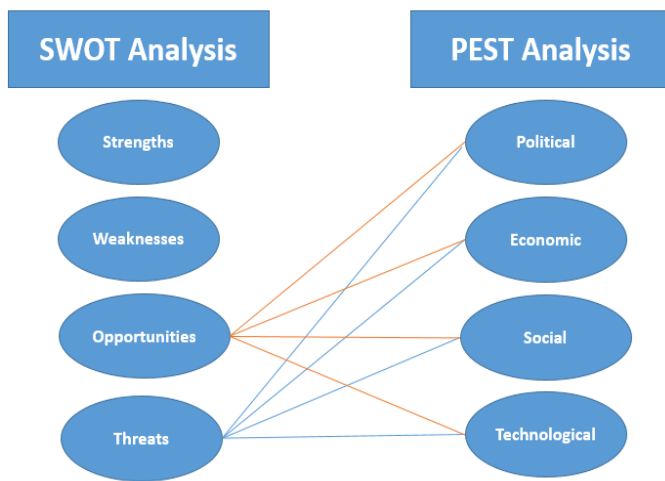 SWOT Analysis
PEST Analysis
Strengths
Political
Weaknesses
Economic
Opportunities
Social
Threats
Technological